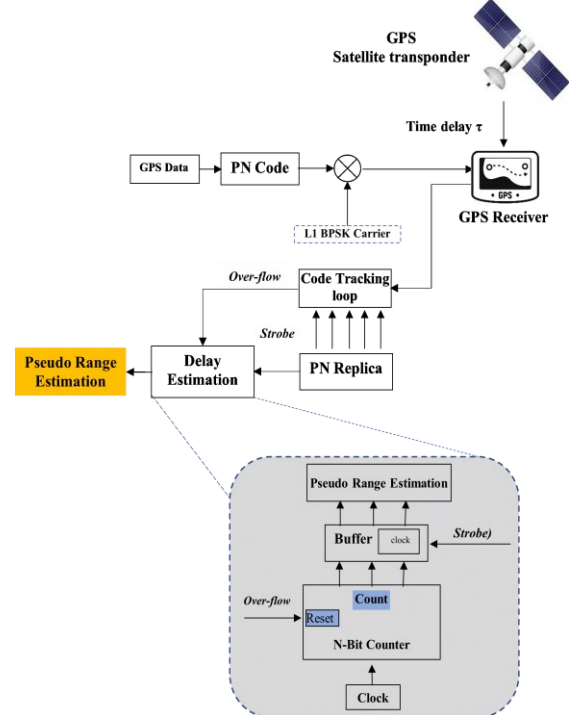 GPS
Satellite transponder
Time delay τ
GPS Data
PN Code
• GPS •
GPS Receiver
L1 BPSK Carrier
Over-flow
Code Tracking
loop
Strobe
Pseudo Range
Estimation
Delay
Estimation
PN Replica
Pseudo Range Estimation
Buffer
clock
Strobe)
Over-flow
Count
Reset
N-Bit Counter
Clock